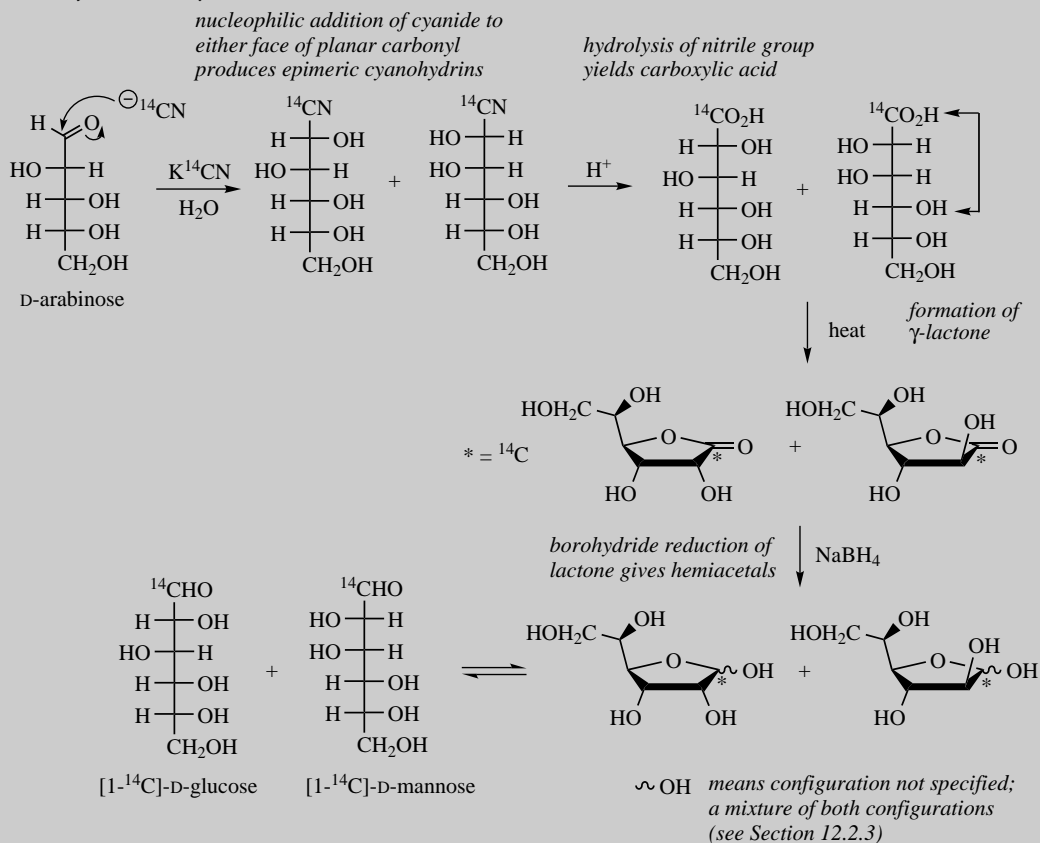 nucleophilic addition of cyanide to
either face of planar carbonyl
produces epimeric cyanohydrins
hydrolysis of nitrile group
yields carboxylic acid
H O ⊖ ¹⁴CN
HO H
H OH
H OH
CH₂OH
D-arabinose
K¹⁴CN
H₂O
¹⁴CN
H OH
HO H
H OH
H OH
CH₂OH
+
¹⁴CN
HO H
HO H
H OH
H OH
CH₂OH
H⁺
¹⁴CO₂H
H OH
HO H
H OH
H OH
CH₂OH
+
¹⁴CO₂H
HO H
HO H
H OH
H OH
CH₂OH
heat
formation of
γ-lactone
* = ¹⁴C
HOH₂C OH
O O
*
HO OH
+
HOH₂C OH
OH
O O
*
HO
borohydride reduction of
lactone gives hemiacetals
NaBH₄
¹⁴CHO
H OH
HO H
H OH
H OH
CH₂OH
[1-¹⁴C]-D-glucose
+
¹⁴CHO
HO H
HO H
H OH
H OH
CH₂OH
[1-¹⁴C]-D-mannose
HOH₂C OH
O OH
*
HO OH
+
HOH₂C OH
OH
O OH
*
HO
OH means configuration not specified;
a mixture of both configurations
(see Section 12.2.3)